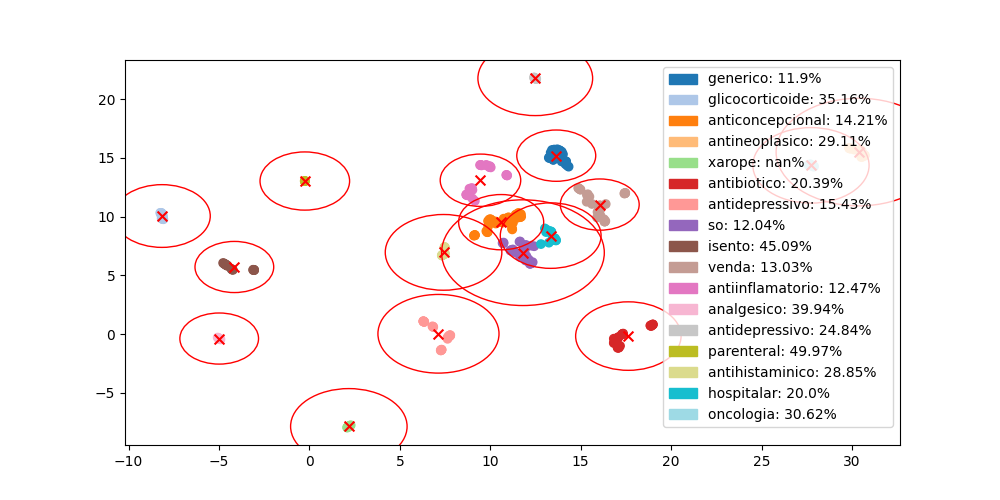 20
15
10
5
0
−5
−10
−5
0
5
10
15
20
25
30
generico: 11.9%
glicocorticoide: 35.16%
anticoncepcional: 14.21%
antineoplasico: 29.11%
xarope: nan%
antibiotico: 20.39%
antidepressivo: 15.43%
so: 12.04%
isento: 45.09%
venda: 13.03%
antiinflamatorio: 12.47%
analgesico: 39.94%
antidepressivo: 24.84%
parenteral: 49.97%
antihistaminico: 28.85%
hospitalar: 20.0%
oncologia: 30.62%